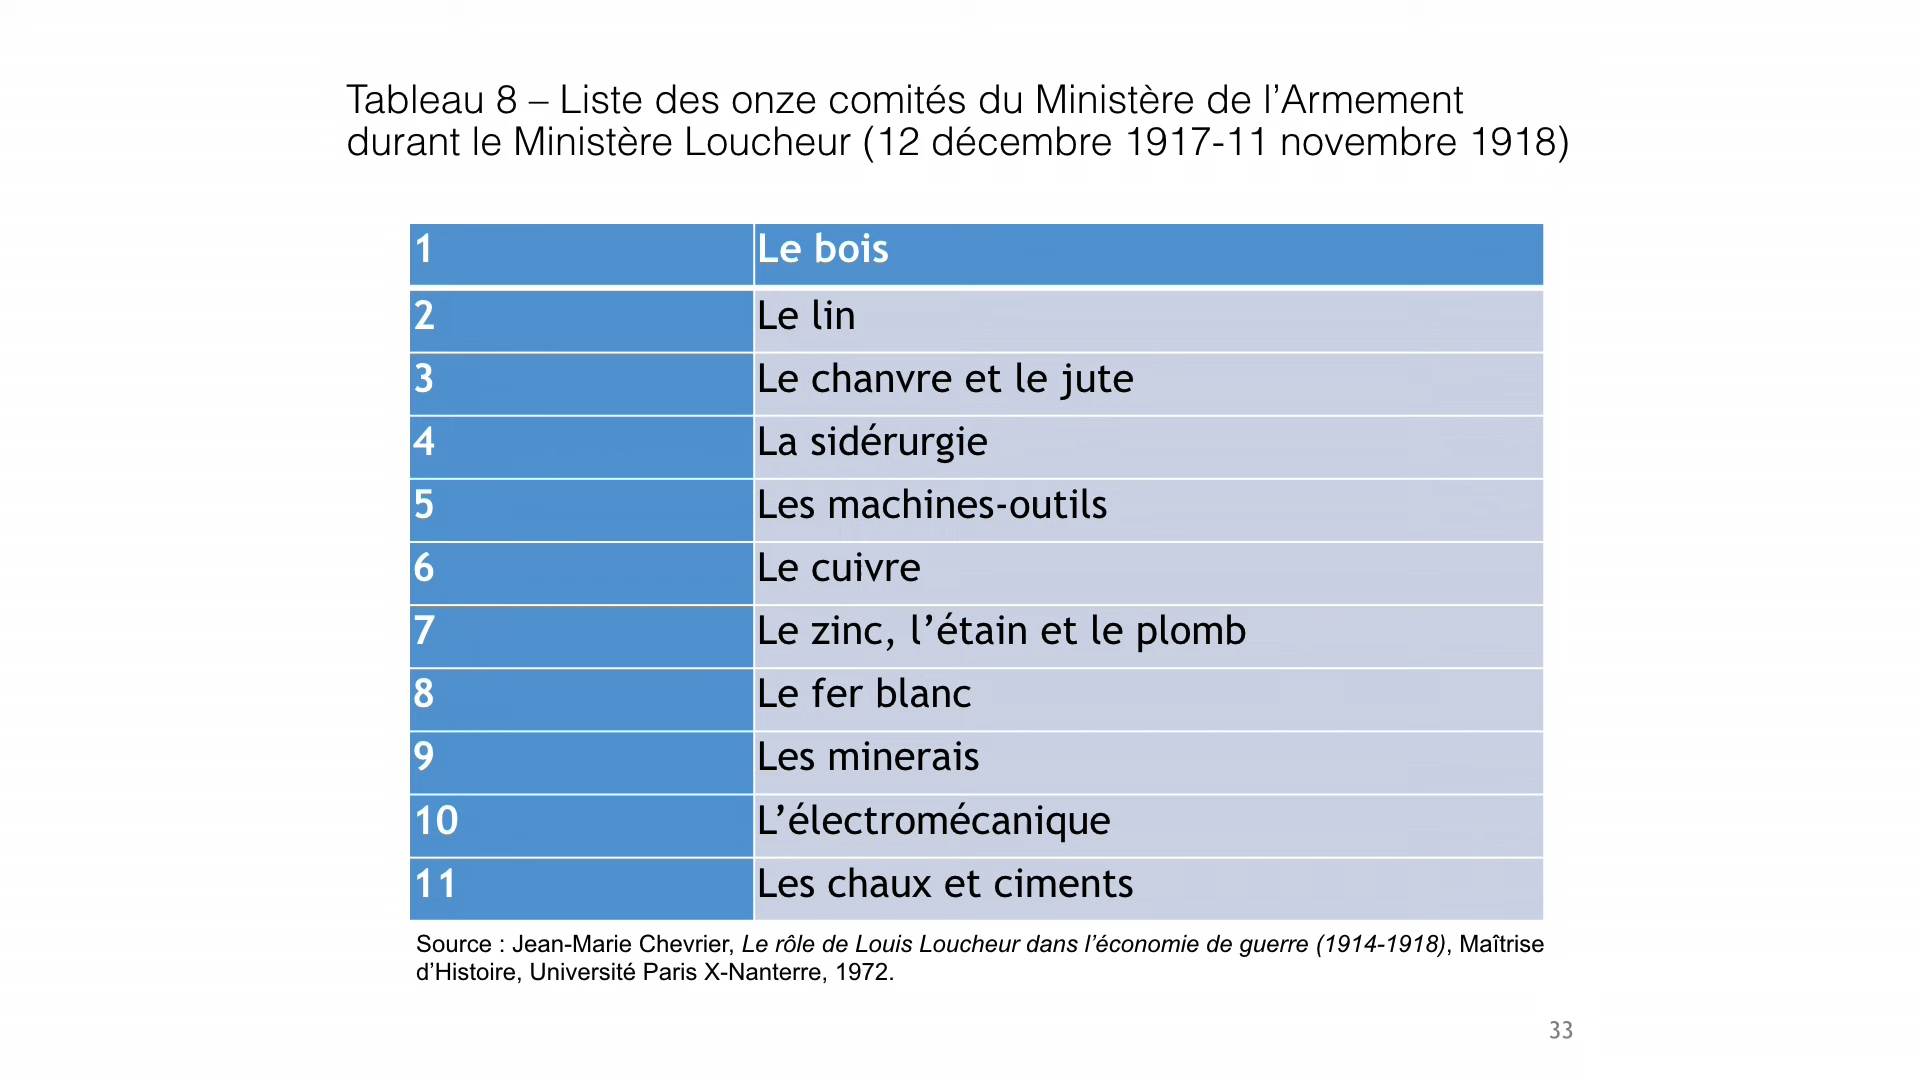 Tableau 8 – Liste des onze comités du Ministère de l’Armement
durant le Ministère Loucheur (12 décembre 1917-11 novembre 1918)
1 Le bois
2 Le lin
3 Le chanvre et le jute
4 La sidérurgie
5 Les machines-outils
6 Le cuivre
7 Le zinc, l’étain et le plomb
8 Le fer blanc
9 Les minerais
10 L’électromécanique
11 Les chaux et ciments
Source : Jean-Marie Chevrier, Le rôle de Louis Loucheur dans l’économie de guerre (1914-1918), Maîtrise
d’Histoire, Université Paris X-Nanterre, 1972.
33